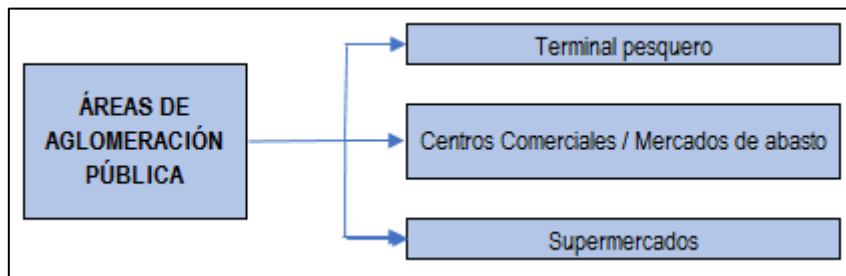 ÁREAS DE
AGLOMERACIÓN
PÚBLICA
Terminal pesquero
Centros Comerciales / Mercados de abasto
Supermercados